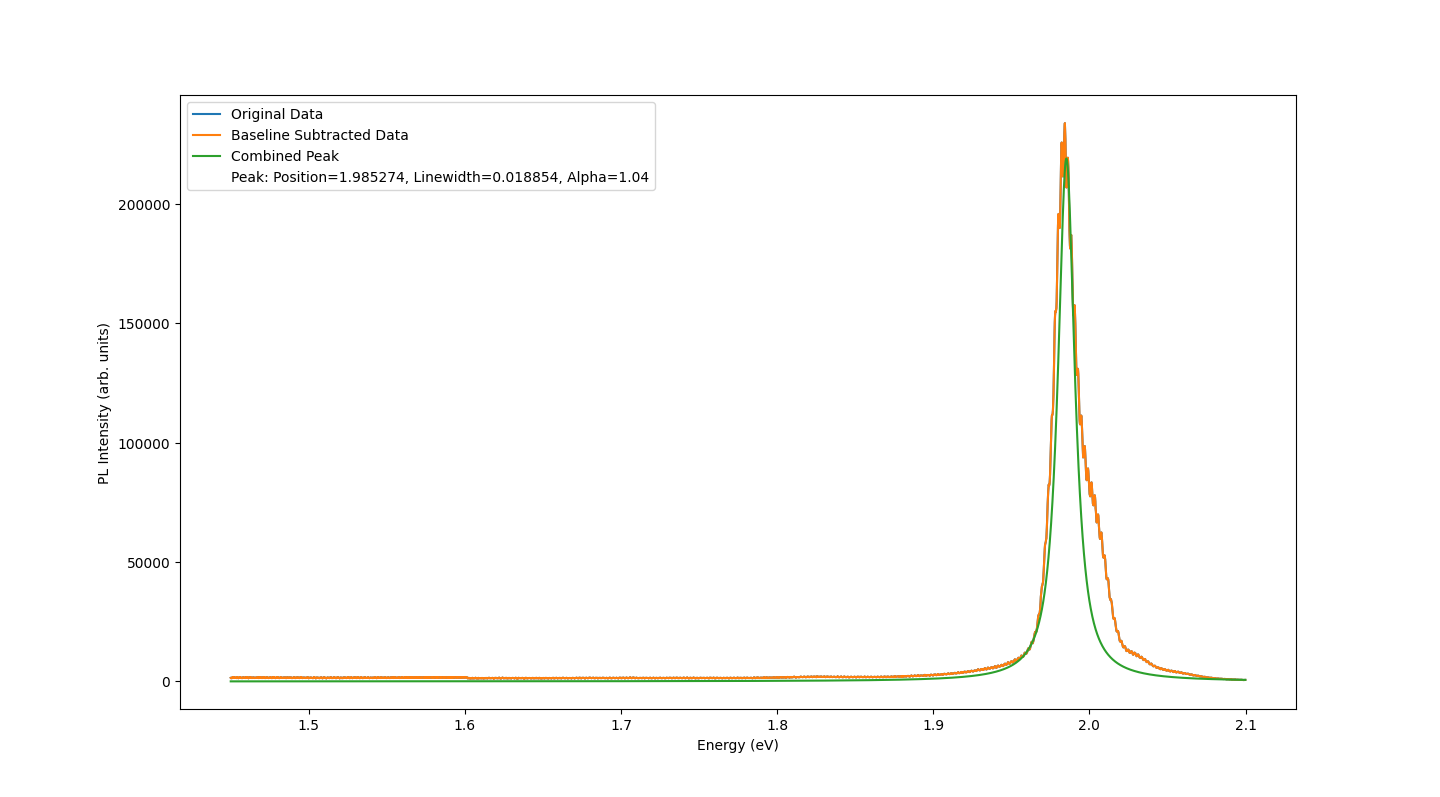 Original Data
Baseline Subtracted Data
Combined Peak
Peak: Position=1.985274, Linewidth=0.018854, Alpha=1.04
200000
150000
100000
50000
0
PL Intensity (arb. units)
1.5 1.6 1.7 1.8 1.9 2.0 2.1
Energy (eV)